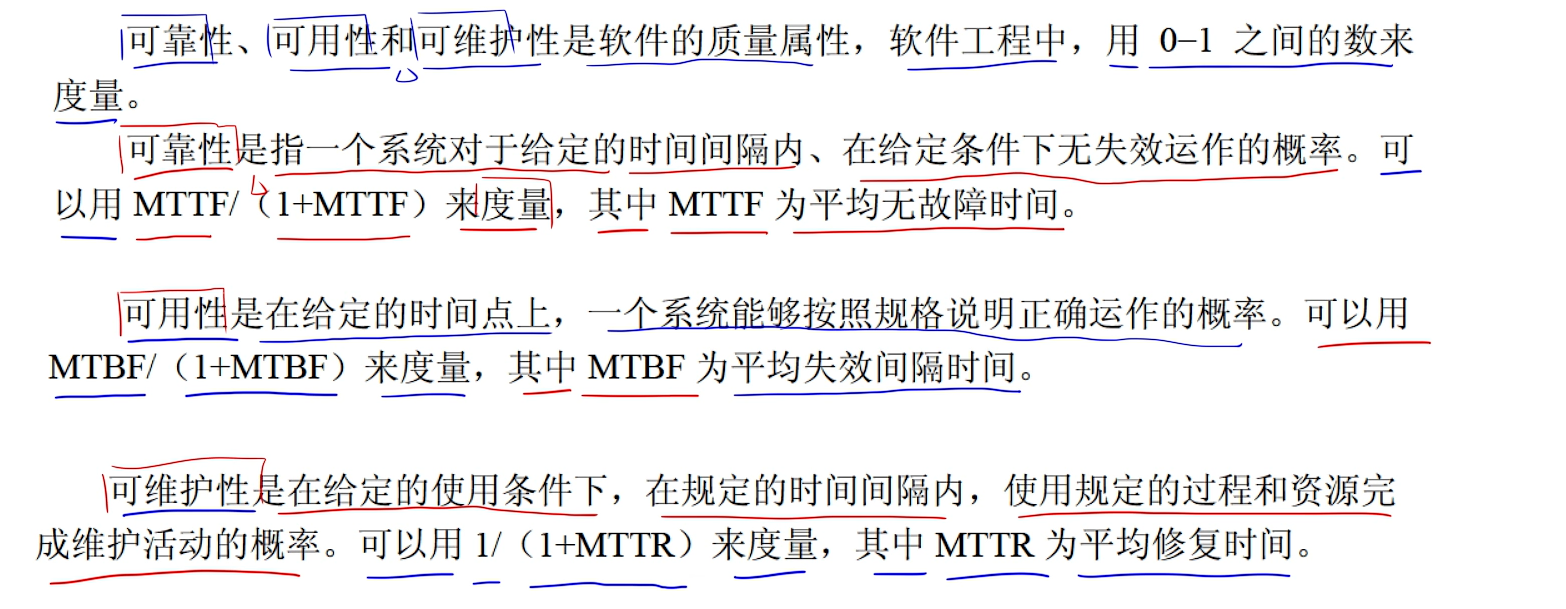 可靠性、可用性和可维护性是软件的质量属性，软件工程中，用 0−1 之间的数来
度量。
可靠性是指一个系统对于给定的时间间隔内、在给定条件下无失效运作的概率。可
以用 MTTF/（1+MTTF）来度量，其中 MTTF 为平均无故障时间。
可用性是在给定的时间点上，一个系统能够按照规格说明正确运作的概率。可以用
MTBF/（1+MTBF）来度量，其中 MTBF 为平均失效间隔时间。
可维护性是在给定的使用条件下，在规定的时间间隔内，使用规定的过程和资源完
成维护活动的概率。可以用 1/（1+MTTR）来度量，其中 MTTR 为平均修复时间。